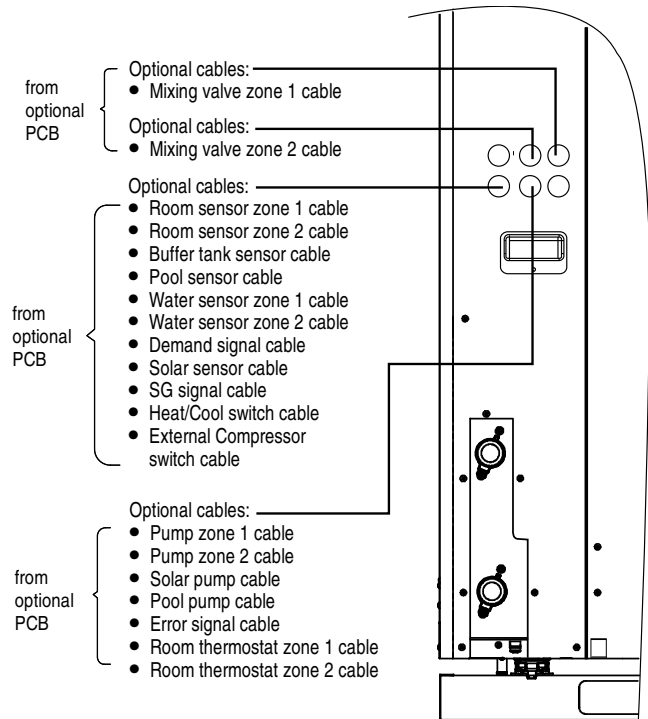 from
optional
PCB
Optional cables:
• Mixing valve zone 1 cable
Optional cables:
• Mixing valve zone 2 cable
from
optional
PCB
Optional cables:
• Room sensor zone 1 cable
• Room sensor zone 2 cable
• Buffer tank sensor cable
• Pool sensor cable
• Water sensor zone 1 cable
• Water sensor zone 2 cable
• Demand signal cable
• Solar sensor cable
• SG signal cable
• Heat/Cool switch cable
• External Compressor
switch cable
from
optional
PCB
Optional cables:
• Pump zone 1 cable
• Pump zone 2 cable
• Solar pump cable
• Pool pump cable
• Error signal cable
• Room thermostat zone 1 cable
• Room thermostat zone 2 cable